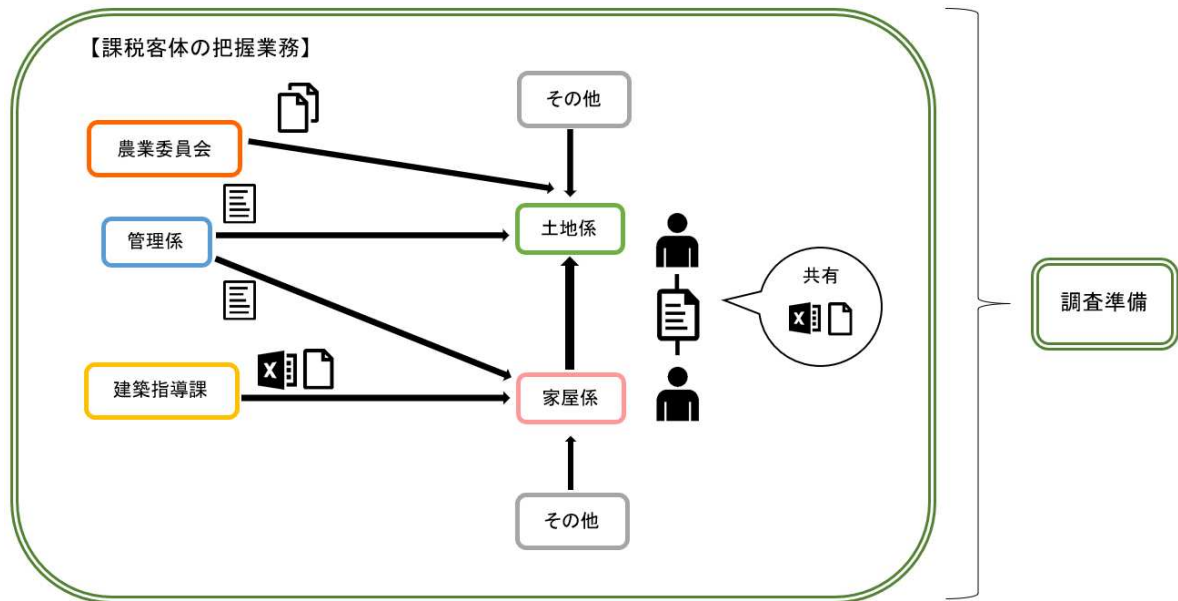 【課税客体の把握業務】
その他
農業委員会
管理係
土地係
共有
X
調査準備
建築指導課
X
家屋係
その他